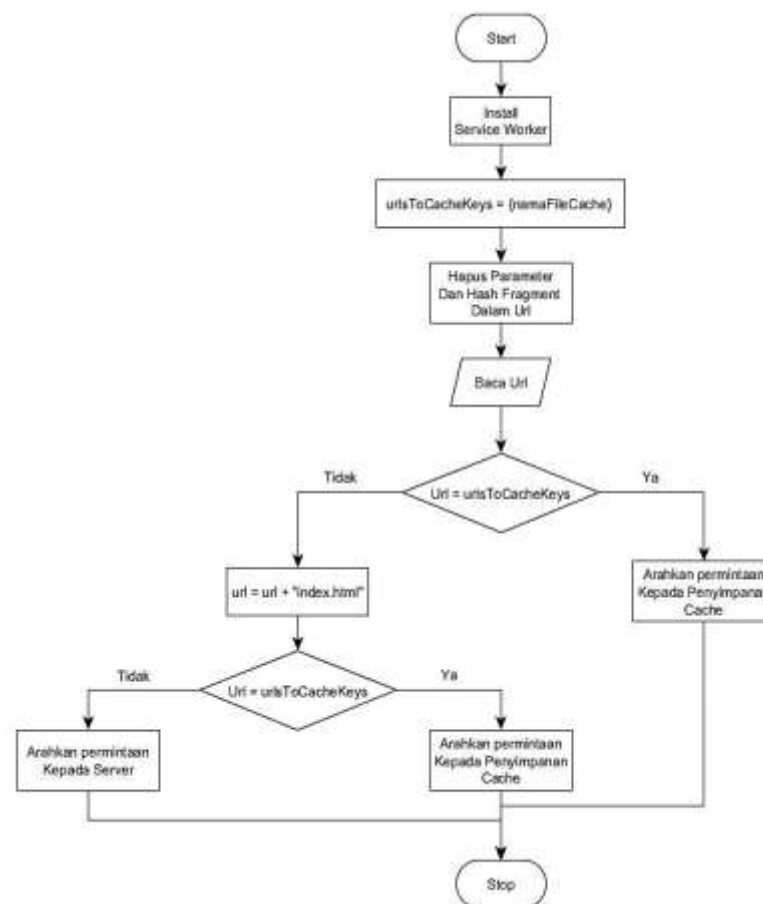 Start
Install
Service Worker
urlsToCacheKeys = {namaFileCache}
Hapus Parameter
Dan Hash Fragment
Dalam Url
Baca Url
Tidak
Url = urlsToCacheKeys
Ya
url = url + "index.html"
Arahkan permintaan
Kepada Penyimpanan
Cache
Tidak
Url = urlsToCacheKeys
Ya
Arahkan permintaan
Kepada Server
Arahkan permintaan
Kepada Penyimpanan
Cache
Stop